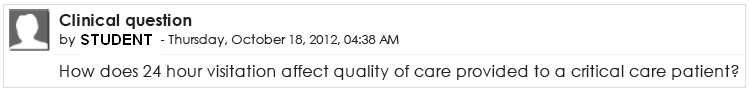 Clinical question
by STUDENT - Thursday, October 18, 2012, 04:38 AM
How does 24 hour visitation affect quality of care provided to a critical care patient?